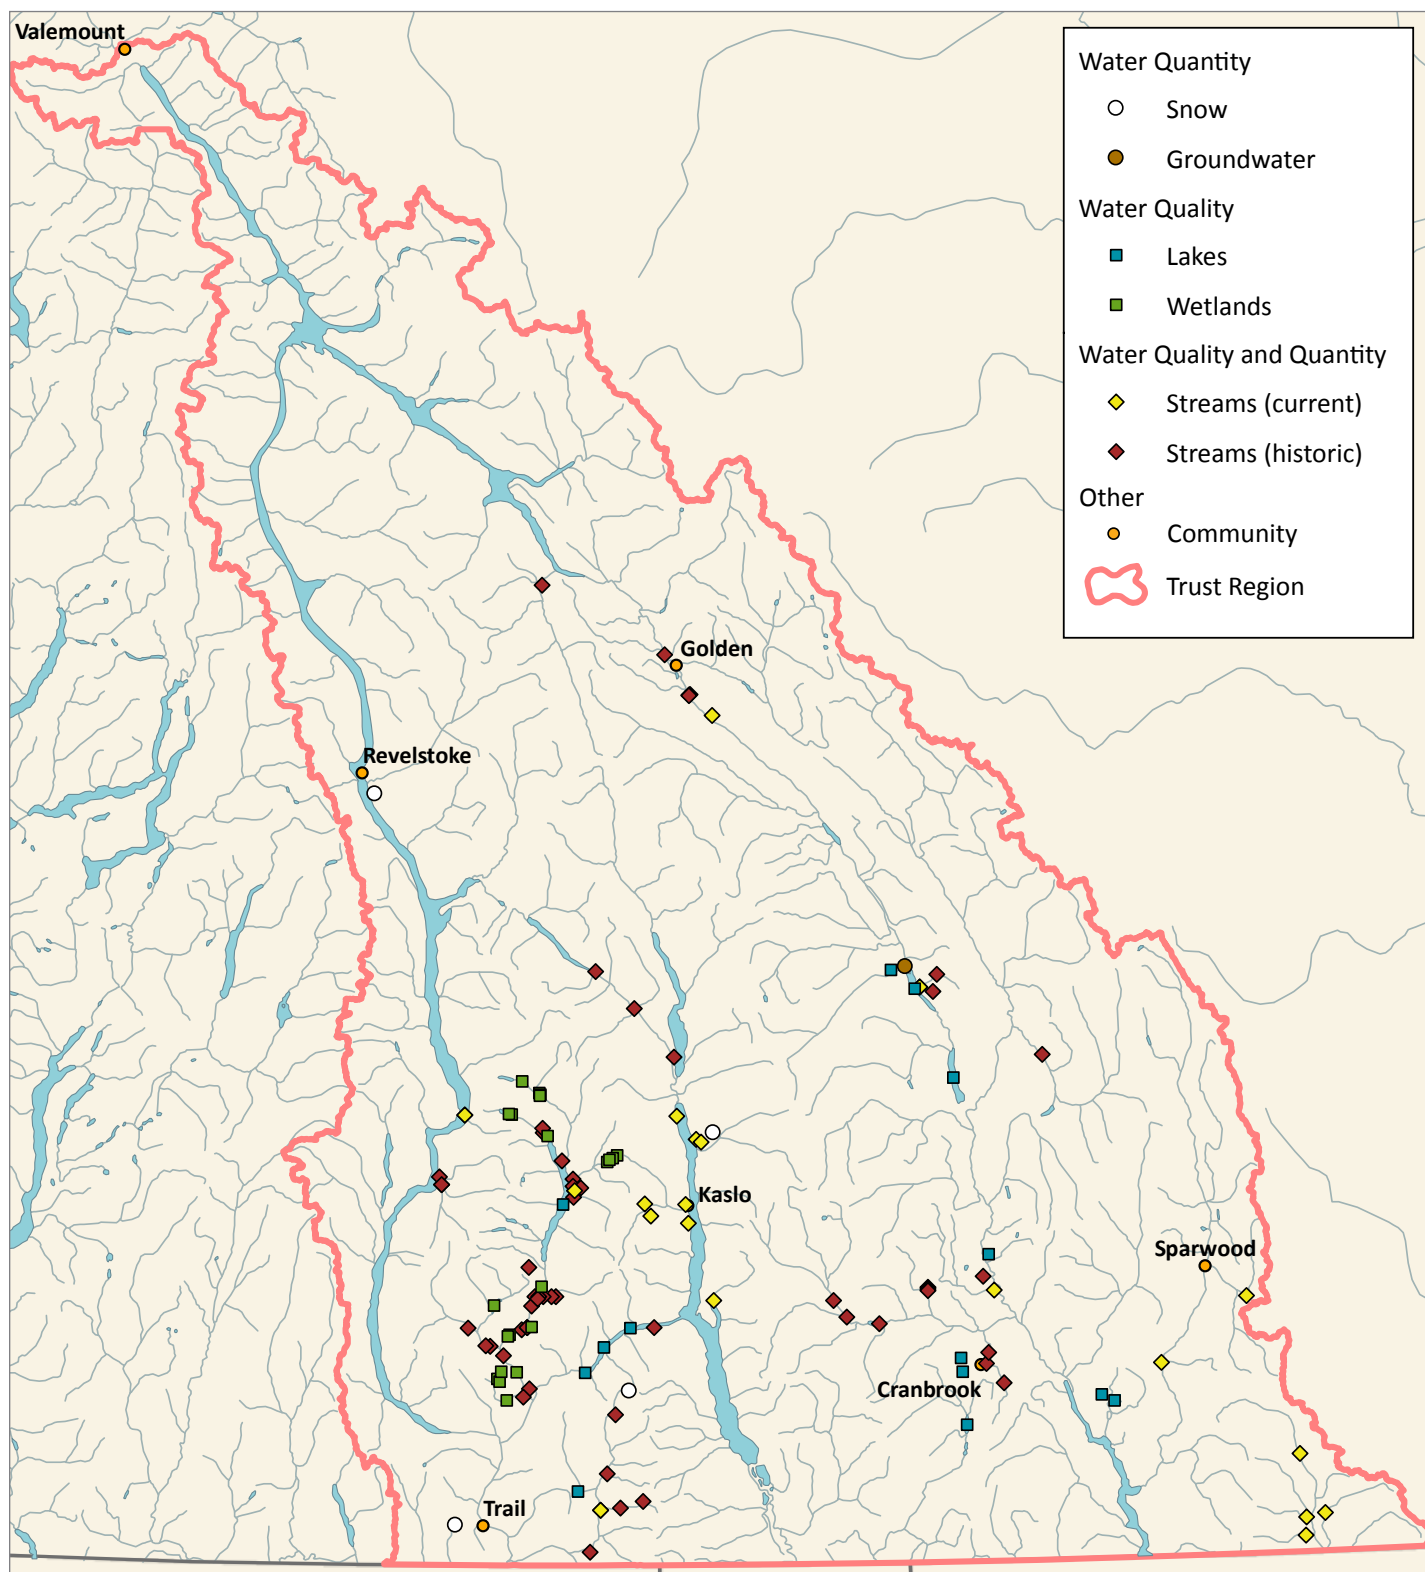 Valemount
Water Quantity
Snow
Groundwater
Water Quality
Lakes
Wetlands
Water Quality and Quantity
Streams (current)
Streams (historic)
Other
Community
Trust Region
Golden
Revelstoke
Kaslo
Sparwood
Cranbrook
Trail